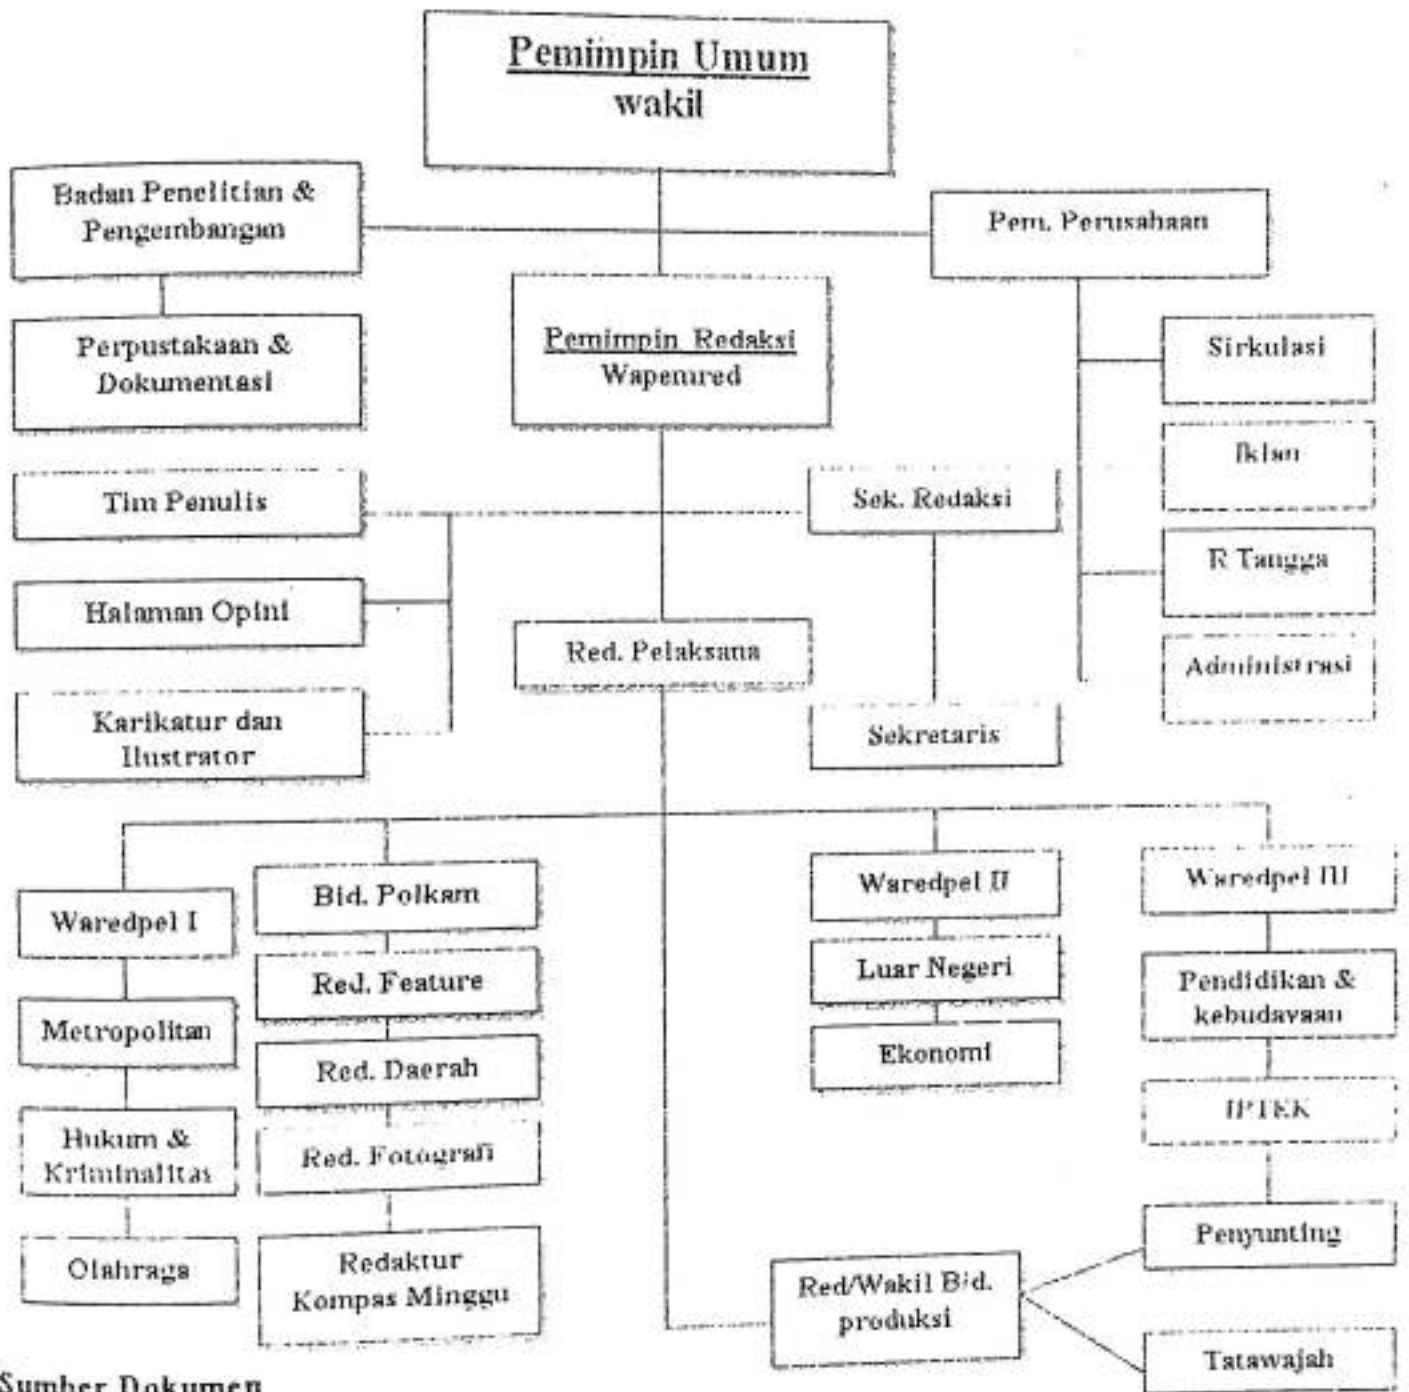 Pemimpin Umum
wakil
Badan Penelitian &
Pengembangan
Pem. Perusahaan
Perpustakaan &
Dokumentasi
Pemimpin Redaksi
Wapemred
Sirkulasi
Iklan
Tim Penulis
Sek. Redaksi
R Tangga
Halaman Opini
Red. Pelaksana
Administrasi
Karikatur dan
Ilustrator
Sekretaris
Waredpel I
Bid. Polkam
Waredpel II
Waredpel III
Metropolitan
Red. Feature
Luar Negeri
Pendidikan &
kebudayaan
Red. Daerah
Ekonomi
Hukum &
Kriminalitas
Red. Fotografi
IPTEK
Olahraga
Redaktur
Kompas Minggu
Red/Wakil Bid.
produksi
Penyunting
Tatawajah
Sumber Dokumen